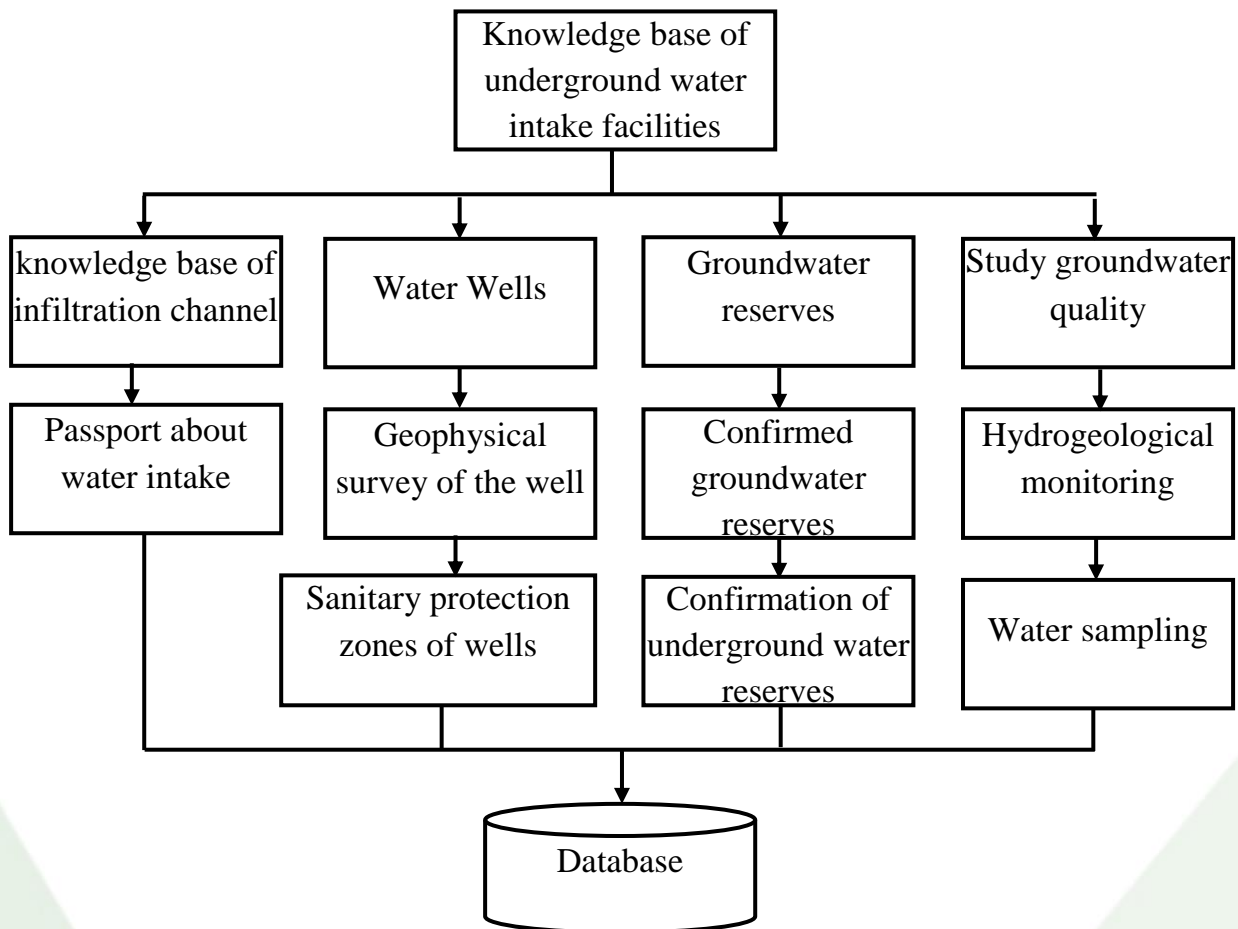 Knowledge base of
underground water
intake facilities
knowledge base of
infiltration channel
Water Wells
Groundwater
reserves
Study groundwater
quality
Passport about
water intake
Geophysical
survey of the well
Confirmed
groundwater
reserves
Hydrogeological
monitoring
Sanitary protection
zones of wells
Confirmation of
underground water
reserves
Water sampling
Database